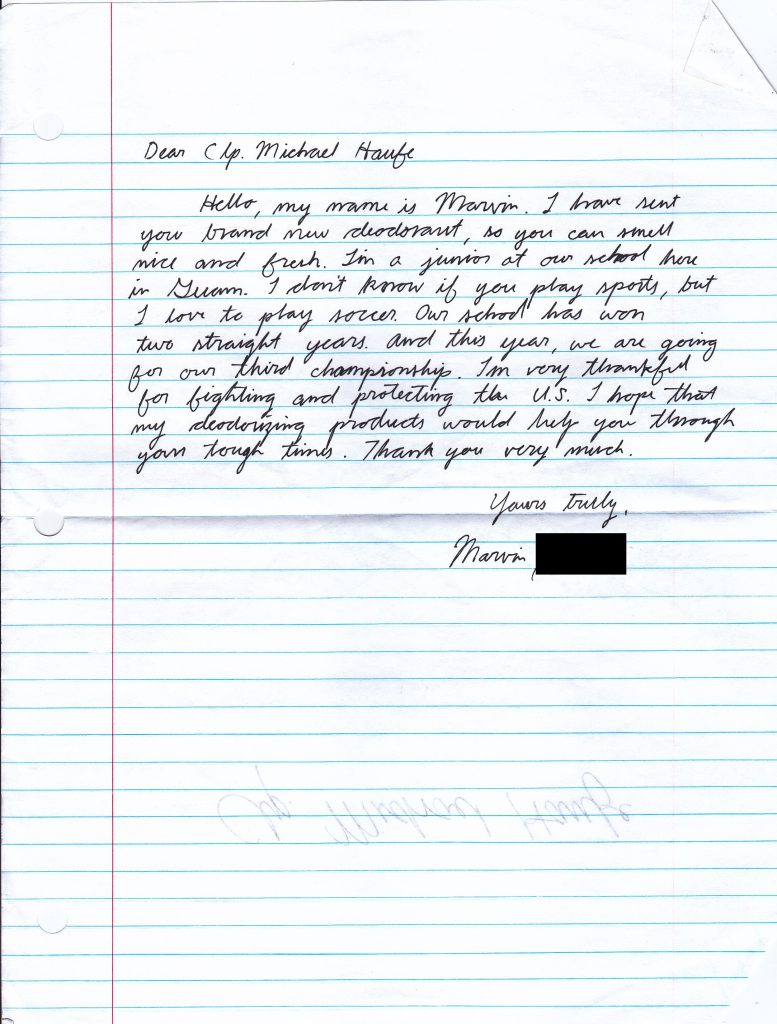 Dear Clp. Michael Haufe
Hello, my name is Marvin. I have sent
you brand new deodorant, so you can smell
nice and fresh. I'm a junior at our school here
in Guam. I don't know if you play sports, but
I love to play soccer. Our school has won
two straight years. And this year, we are going
for our third championship. I'm very thankful
for fighting and protecting the U.S. I hope that
my deodorizing products would help you through
your tough times. Thank you very much.
Yours trully,
Marvin
Clp. Michael Haufe